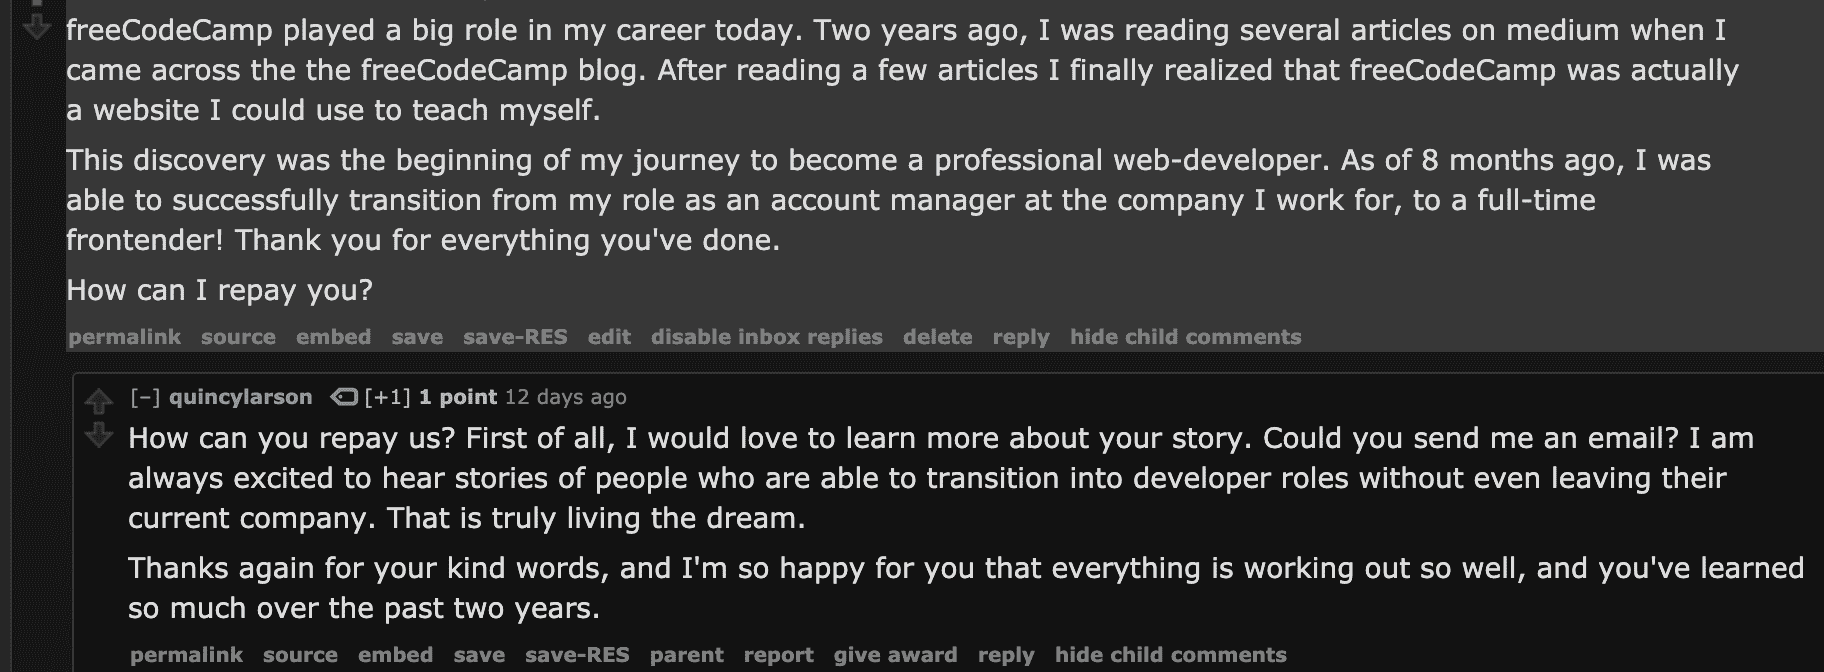 freeCodeCamp played a big role in my career today. Two years ago, I was reading several articles on medium when I
came across the the freeCodeCamp blog. After reading a few articles I finally realized that freeCodeCamp was actually
a website I could use to teach myself.
This discovery was the beginning of my journey to become a professional web-developer. As of 8 months ago, I was
able to successfully transition from my role as an account manager at the company I work for, to a full-time
frontender! Thank you for everything you've done.
How can I repay you?
permalink source embed save save-RES edit disable inbox replies delete reply hide child comments
[–] quincylarson [+1] 1 point 12 days ago
How can you repay us? First of all, I would love to learn more about your story. Could you send me an email? I am
always excited to hear stories of people who are able to transition into developer roles without even leaving their
current company. That is truly living the dream.
Thanks again for your kind words, and I'm so happy for you that everything is working out so well, and you've learned
so much over the past two years.
permalink source embed save save-RES parent report give award reply hide child comments